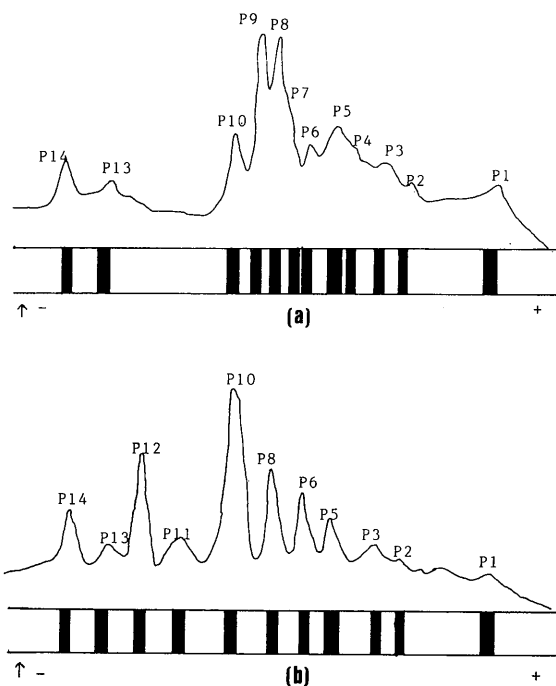 P9 P8
P7
P10 P6 P5 P4 P3
P14 P13 P2 P1
↑ - +
(a)
P10
P12
P8
P6
P14 P13 P11 P5 P3 P2 P1
↑ - +
(b)